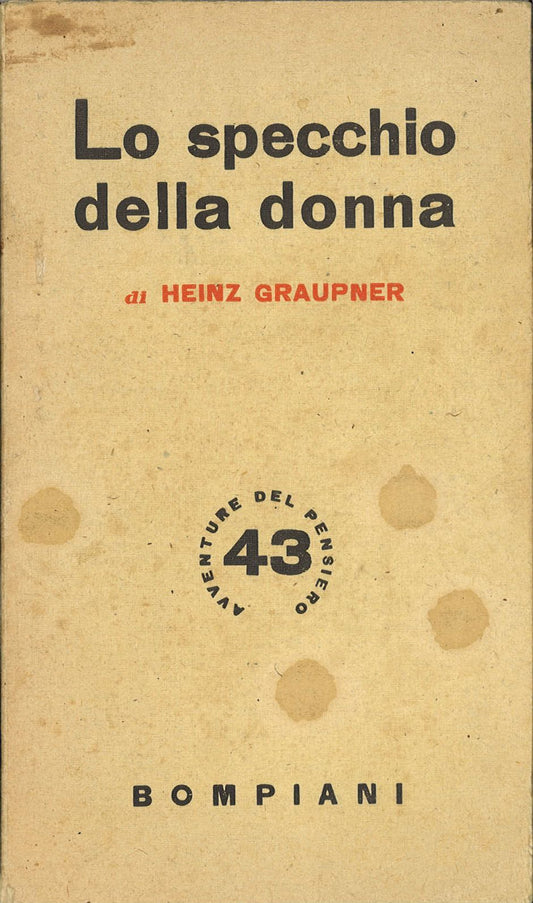 Lo specchio
della donna
di HEINZ GRAUPNER
AVVENTURE DEL PENSIERO
43
BOMPIANI